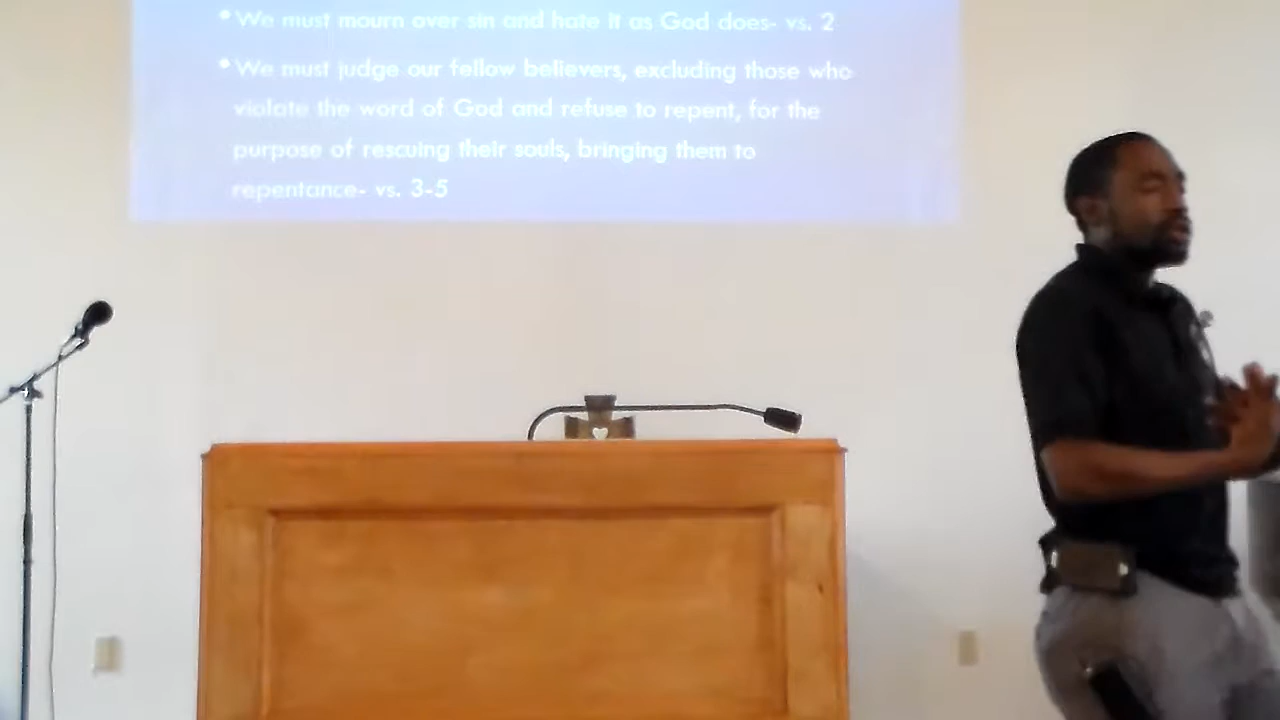 • We must mourn over sin and hate it as God does- vs. 2
• We must judge our fellow believers, excluding those who
violate the word of God and refuse to repent, for the
purpose of rescuing their souls, bringing them to
repentance- vs. 3-5